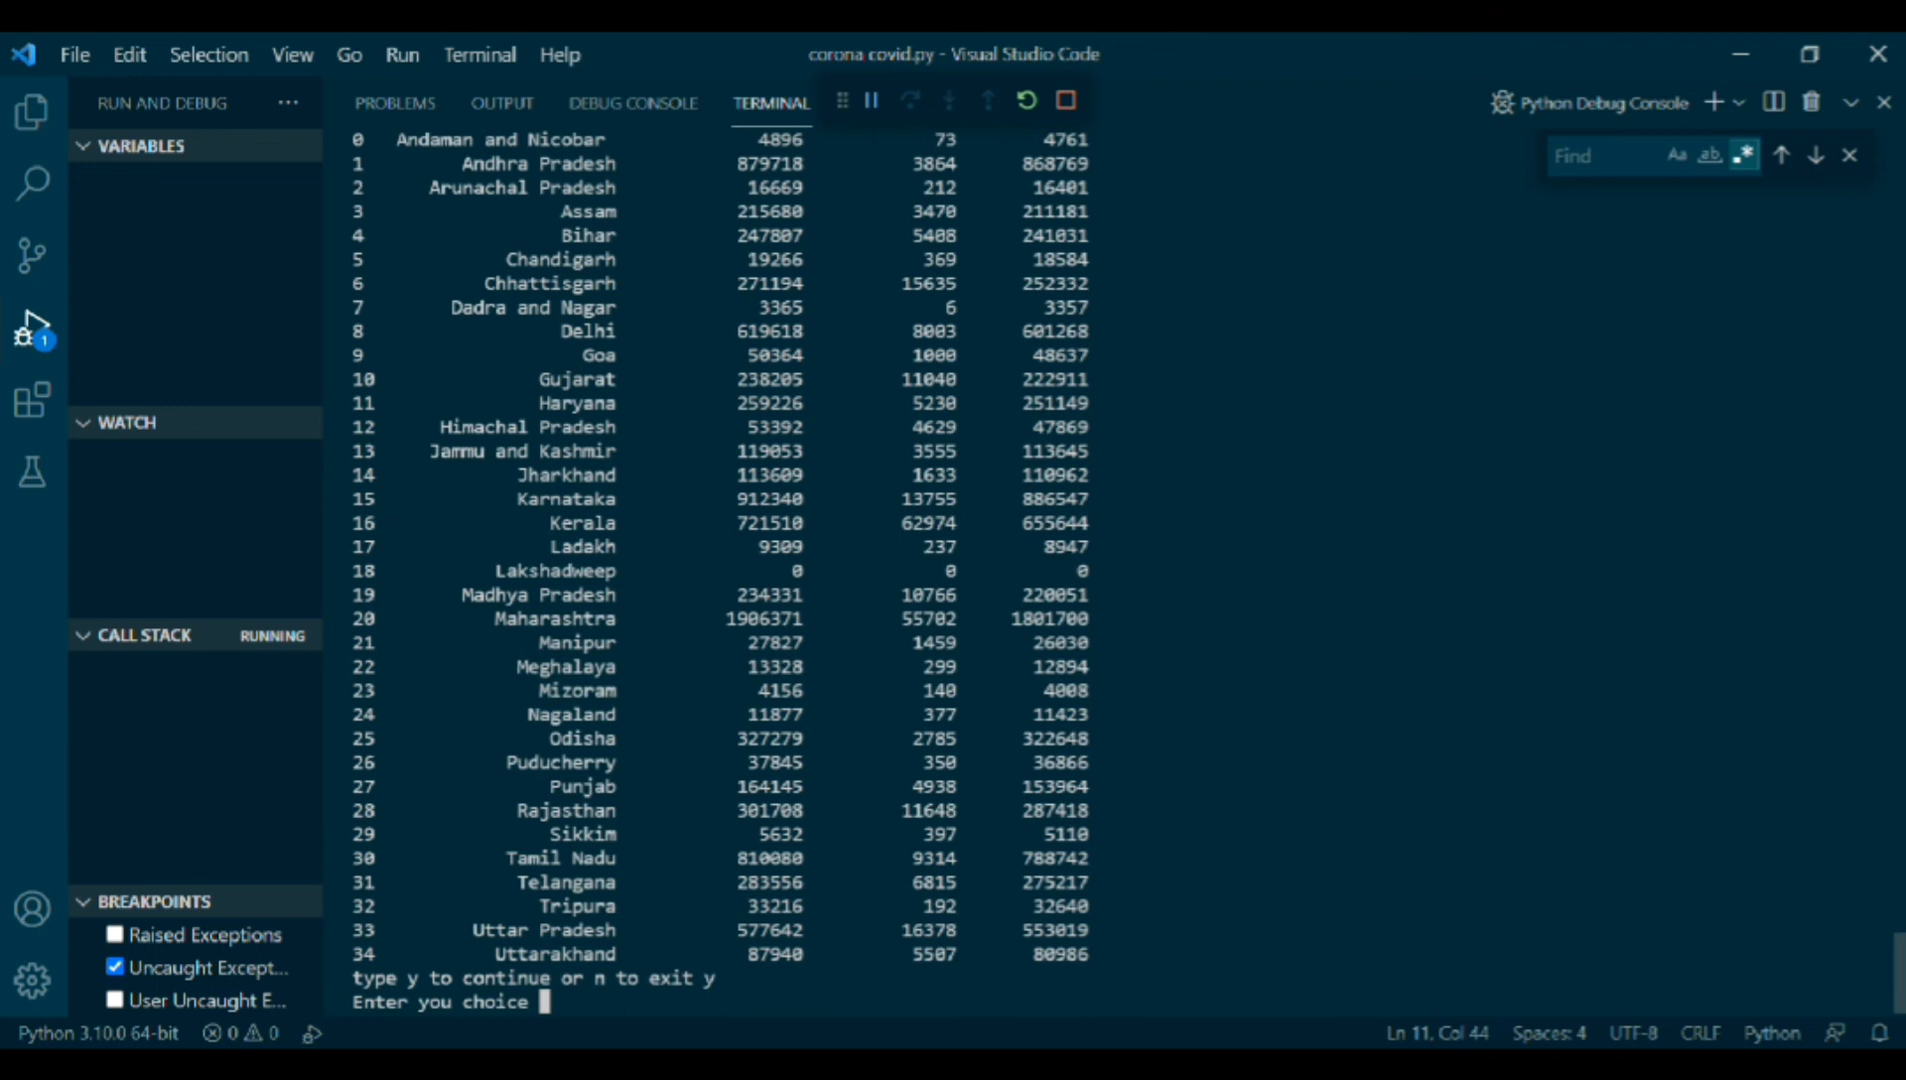 File Edit Selection View Go Run Terminal Help corona covid.py - Visual Studio Code
RUN AND DEBUG ... PROBLEMS OUTPUT DEBUG CONSOLE TERMINAL Python Debug Console
VARIABLES
Find Aa ab .*
WATCH
CALL STACK RUNNING
BREAKPOINTS
Raised Exceptions
Uncaught Except...
User Uncaught E...
0 Andaman and Nicobar 4896 73 4761
1 Andhra Pradesh 879718 3864 868769
2 Arunachal Pradesh 16669 212 16401
3 Assam 215680 3470 211181
4 Bihar 247807 5408 241031
5 Chandigarh 19266 369 18584
6 Chhattisgarh 271194 15635 252332
7 Dadra and Nagar 3365 6 3357
8 Delhi 619618 8003 601268
9 Goa 50364 1000 48637
10 Gujarat 238205 11040 222911
11 Haryana 259226 5230 251149
12 Himachal Pradesh 53392 4629 47869
13 Jammu and Kashmir 119053 3555 113645
14 Jharkhand 113609 1633 110962
15 Karnataka 912340 13755 886547
16 Kerala 721510 62974 655644
17 Ladakh 9309 237 8947
18 Lakshadweep 0 0 0
19 Madhya Pradesh 234331 10766 220051
20 Maharashtra 1906371 55702 1801700
21 Manipur 27827 1459 26030
22 Meghalaya 13328 299 12894
23 Mizoram 4156 140 4008
24 Nagaland 11877 377 11423
25 Odisha 327279 2785 322648
26 Puducherry 37845 350 36866
27 Punjab 164145 4938 153964
28 Rajasthan 301708 11648 287418
29 Sikkim 5632 397 5110
30 Tamil Nadu 810080 9314 788742
31 Telangana 283556 6815 275217
32 Tripura 33216 192 32640
33 Uttar Pradesh 577642 16378 553019
34 Uttarakhand 87940 5507 80986
type y to continue or n to exit y
Enter you choice
1
Python 3.10.0 64-bit 0 0 Ln 11, Col 44 Spaces: 4 UTF-8 CRLF Python